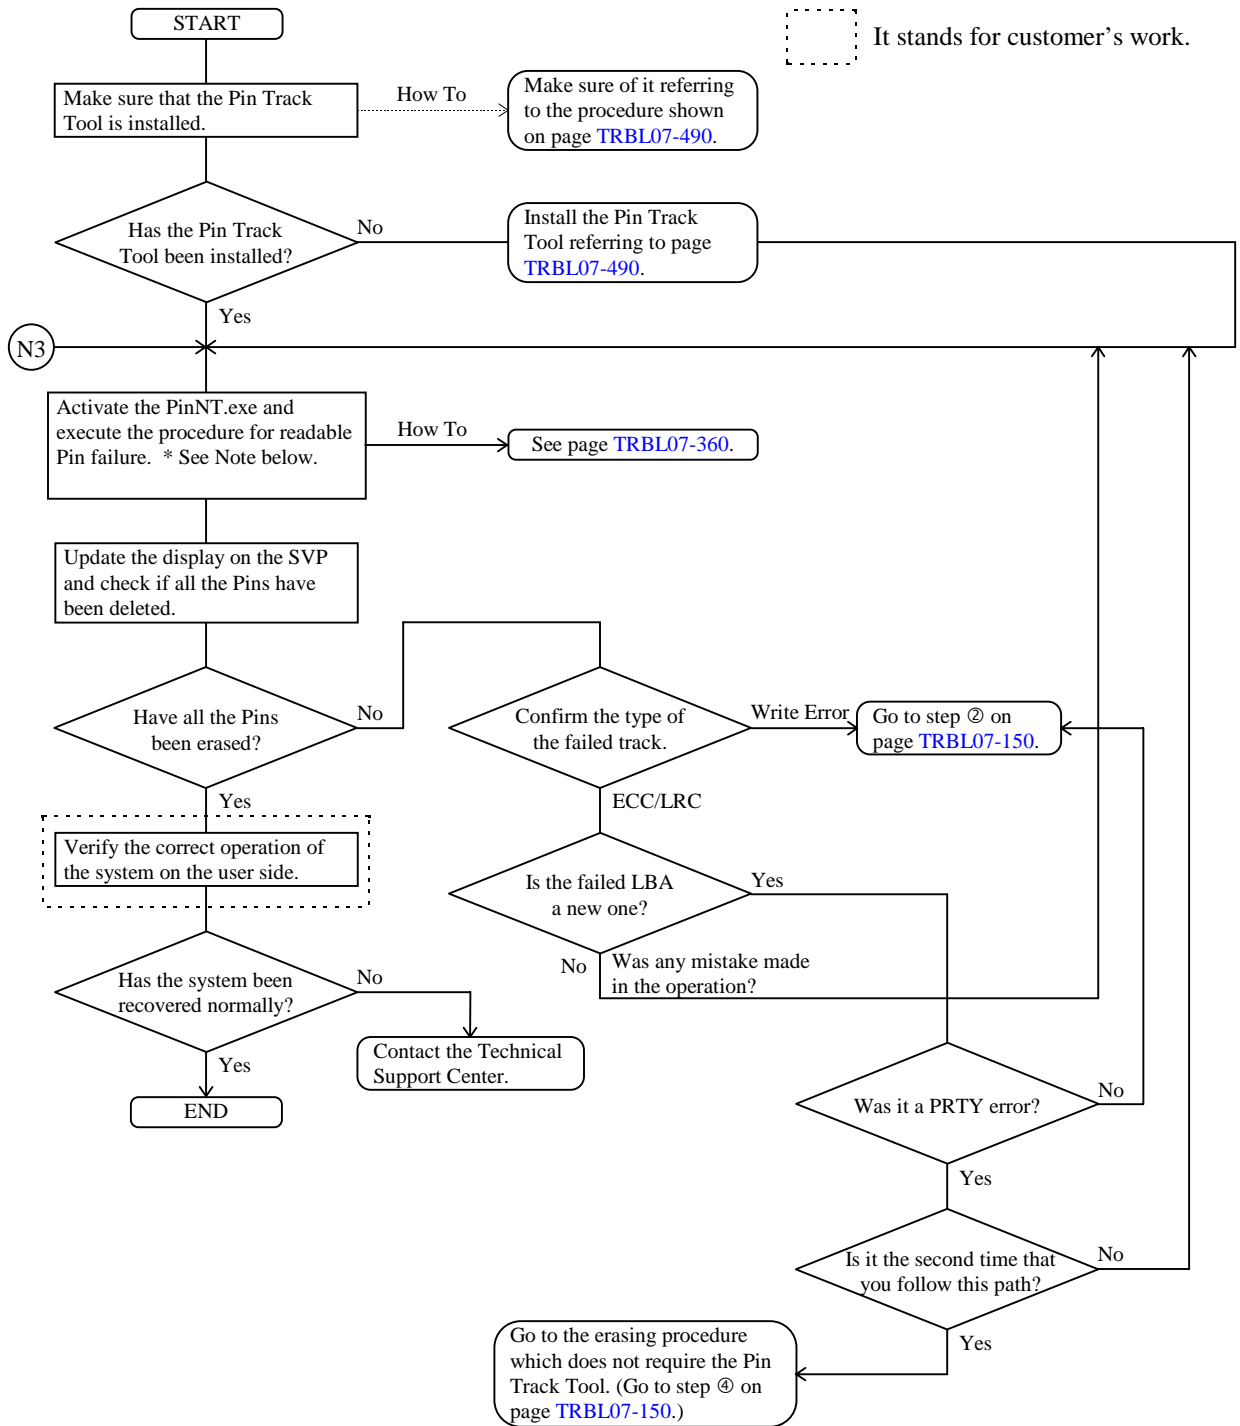 START
It stands for customer's work.
Make sure that the Pin Track
Tool is installed.
How To
Make sure of it referring
to the procedure shown
on page TRBL07-490.
Has the Pin Track
Tool been installed?
No
Install the Pin Track
Tool referring to page
TRBL07-490.
Yes
N3
Activate the PinNT.exe and
execute the procedure for readable
Pin failure.  * See Note below.
How To
See page TRBL07-360.
Update the display on the SVP
and check if all the Pins have
been deleted.
Have all the Pins
been erased?
No
Confirm the type of
the failed track.
Write Error
Go to step ② on
page TRBL07-150.
Yes
ECC/LRC
Verify the correct operation of
the system on the user side.
Is the failed LBA
a new one?
Yes
No
Was any mistake made
in the operation?
Has the system been
recovered normally?
No
Contact the Technical
Support Center.
Yes
END
Was it a PRTY error?
No
Yes
Is it the second time that
you follow this path?
No
Yes
Go to the erasing procedure
which does not require the Pin
Track Tool. (Go to step ④ on
page TRBL07-150.)